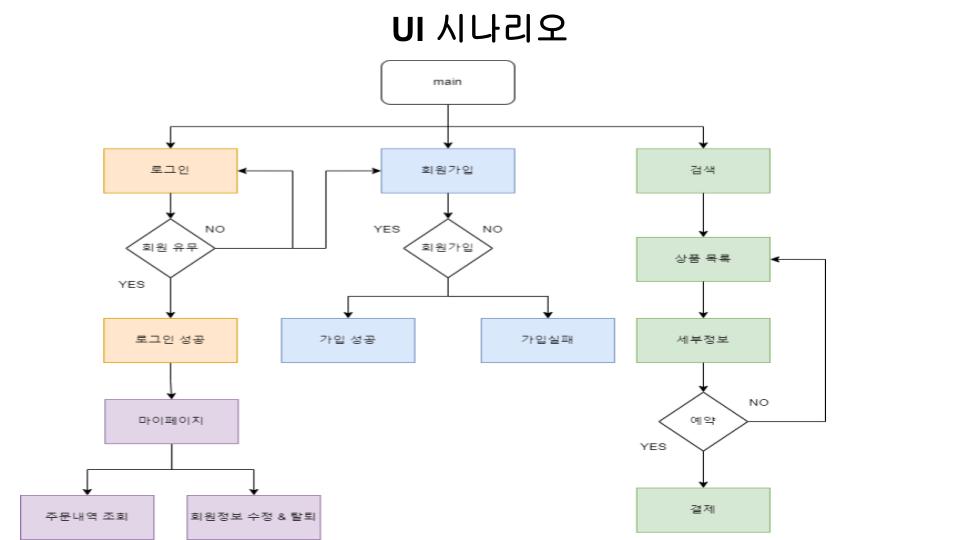 UI 시나리오
main
로그인
회원가입
검색
회원 유무
NO
YES
YES
회원가입
NO
상품 목록
로그인 성공
가입 성공
가입실패
세부정보
마이페이지
예약
NO
YES
주문내역 조회
회원정보 수정 & 탈퇴
결제